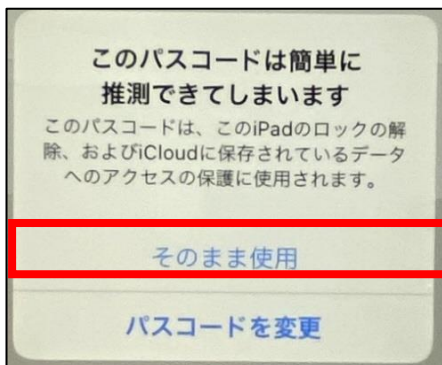 このパスコードは簡単に
推測できてしまいます
このパスコードは、このiPadのロックの解
除、およびiCloudに保存されているデータ
へのアクセスの保護に使用されます。
そのまま使用
パスコードを変更